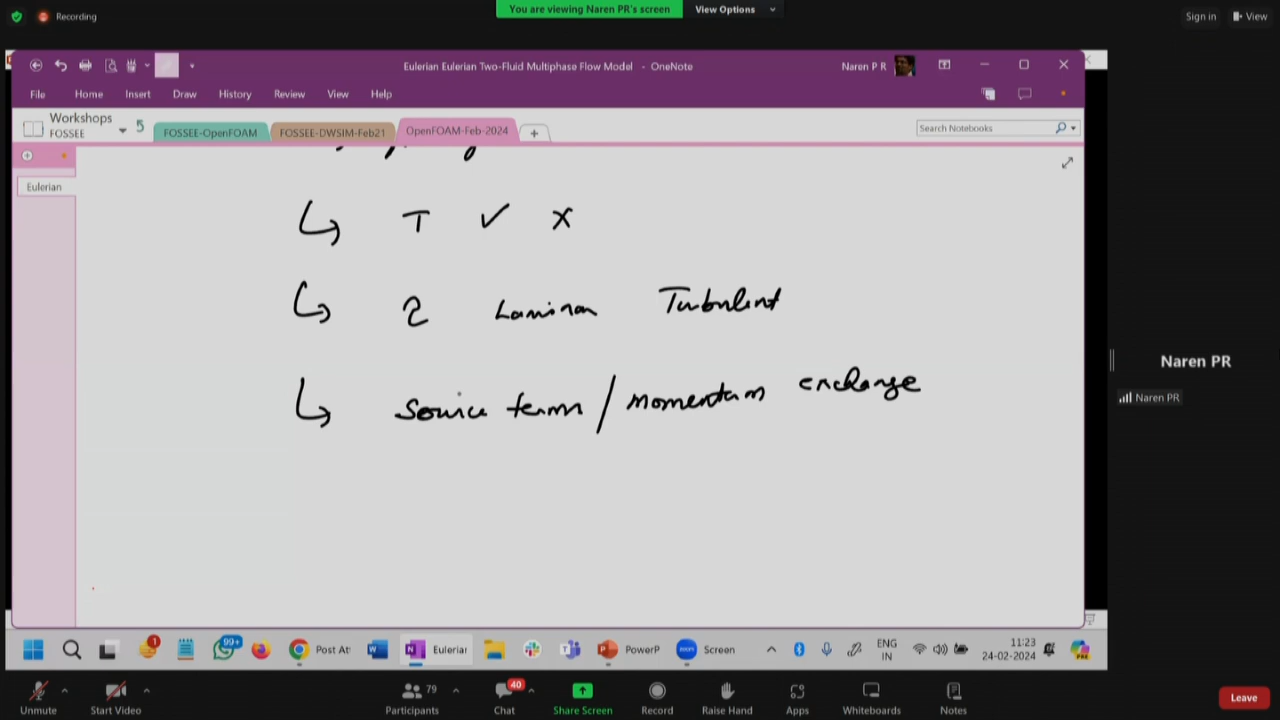 Recording
You are viewing Naren PR's screen View Options
Sign in View
Eulerian Eulerian Two-Fluid Multiphase Flow Model - OneNote
Naren P R
File Home Insert Draw History Review View Help
Workshops
FOSSEE
FOSSEE-OpenFOAM FOSSEE-DWSIM-Feb21 OpenFOAM-Feb-2024 +
Search Notebooks
Eulerian
T ✓ X
Laminar Turbulent
source term / momentum exchange
Naren PR
Naren PR
1 99+ Post At Eulerian PowerP Screen
ENG
IN
11:23
24-02-2024
PRE
79 40
Unmute Start Video Participants Chat Share Screen Record Raise Hand Apps Whiteboards Notes
Leave